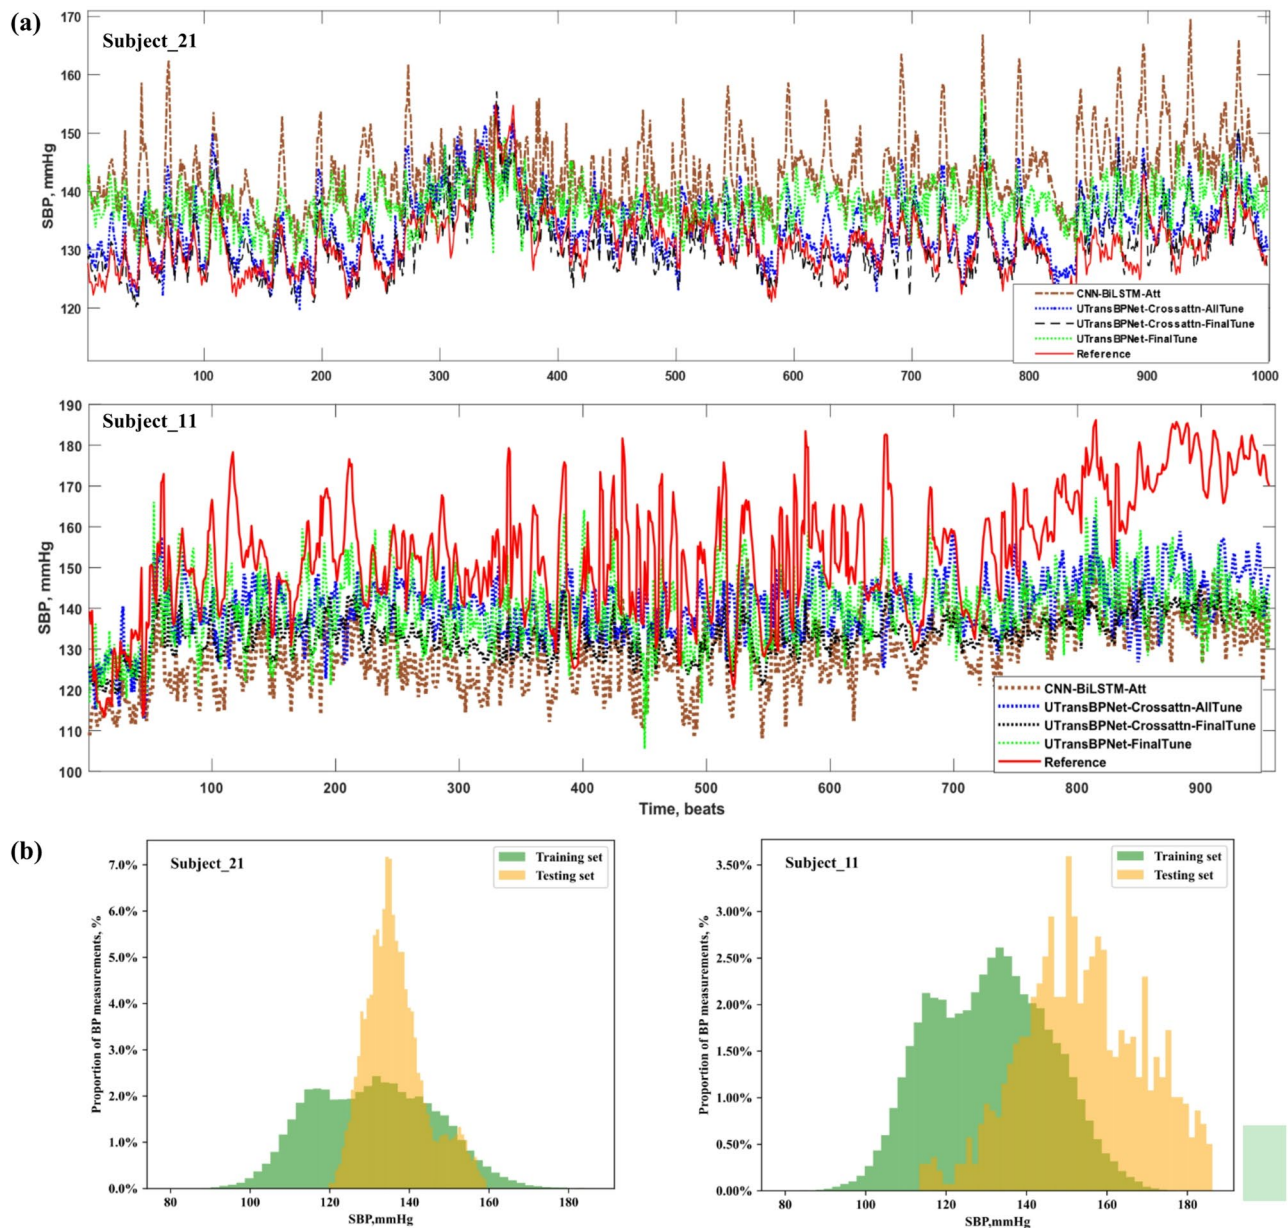 (a)
Subject_21
170
160
150
140
130
120
SBP, mmHg
100 200 300 400 500 600 700 800 900 1000
CNN-BiLSTM-Att
UTransBPNet-Crossattn-AllTune
UTransBPNet-Crossattn-FinalTune
UTransBPNet-FinalTune
Reference
Subject_11
190
180
170
160
150
140
130
120
110
100
SBP, mmHg
100 200 300 400 500 600 700 800 900
Time, beats
CNN-BiLSTM-Att
UTransBPNet-Crossattn-AllTune
UTransBPNet-Crossattn-FinalTune
UTransBPNet-FinalTune
Reference
(b)
Subject_21
Training set
Testing set
7.0%
6.0%
5.0%
4.0%
3.0%
2.0%
1.0%
0.0%
Proportion of BP measurements, %
80 100 120 140 160 180
SBP,mmHg
Subject_11
Training set
Testing set
3.50%
3.00%
2.50%
2.00%
1.50%
1.00%
0.50%
0.00%
Proportion of BP measurements, %
80 100 120 140 160 180
SBP,mmHg